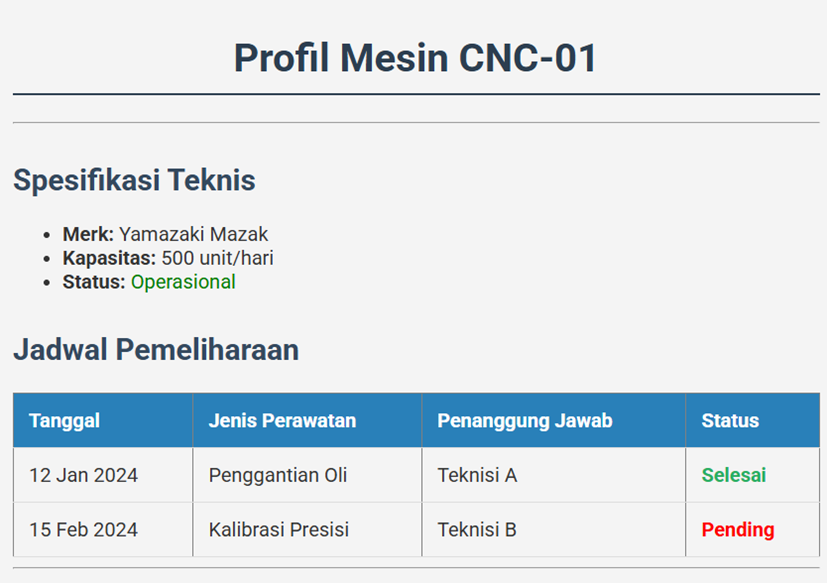 Profil Mesin CNC-01
Spesifikasi Teknis
Merk: Yamazaki Mazak
Kapasitas: 500 unit/hari
Status: Operasional
Jadwal Pemeliharaan
Tanggal Jenis Perawatan Penanggung Jawab Status
12 Jan 2024 Penggantian Oli Teknisi A Selesai
15 Feb 2024 Kalibrasi Presisi Teknisi B Pending